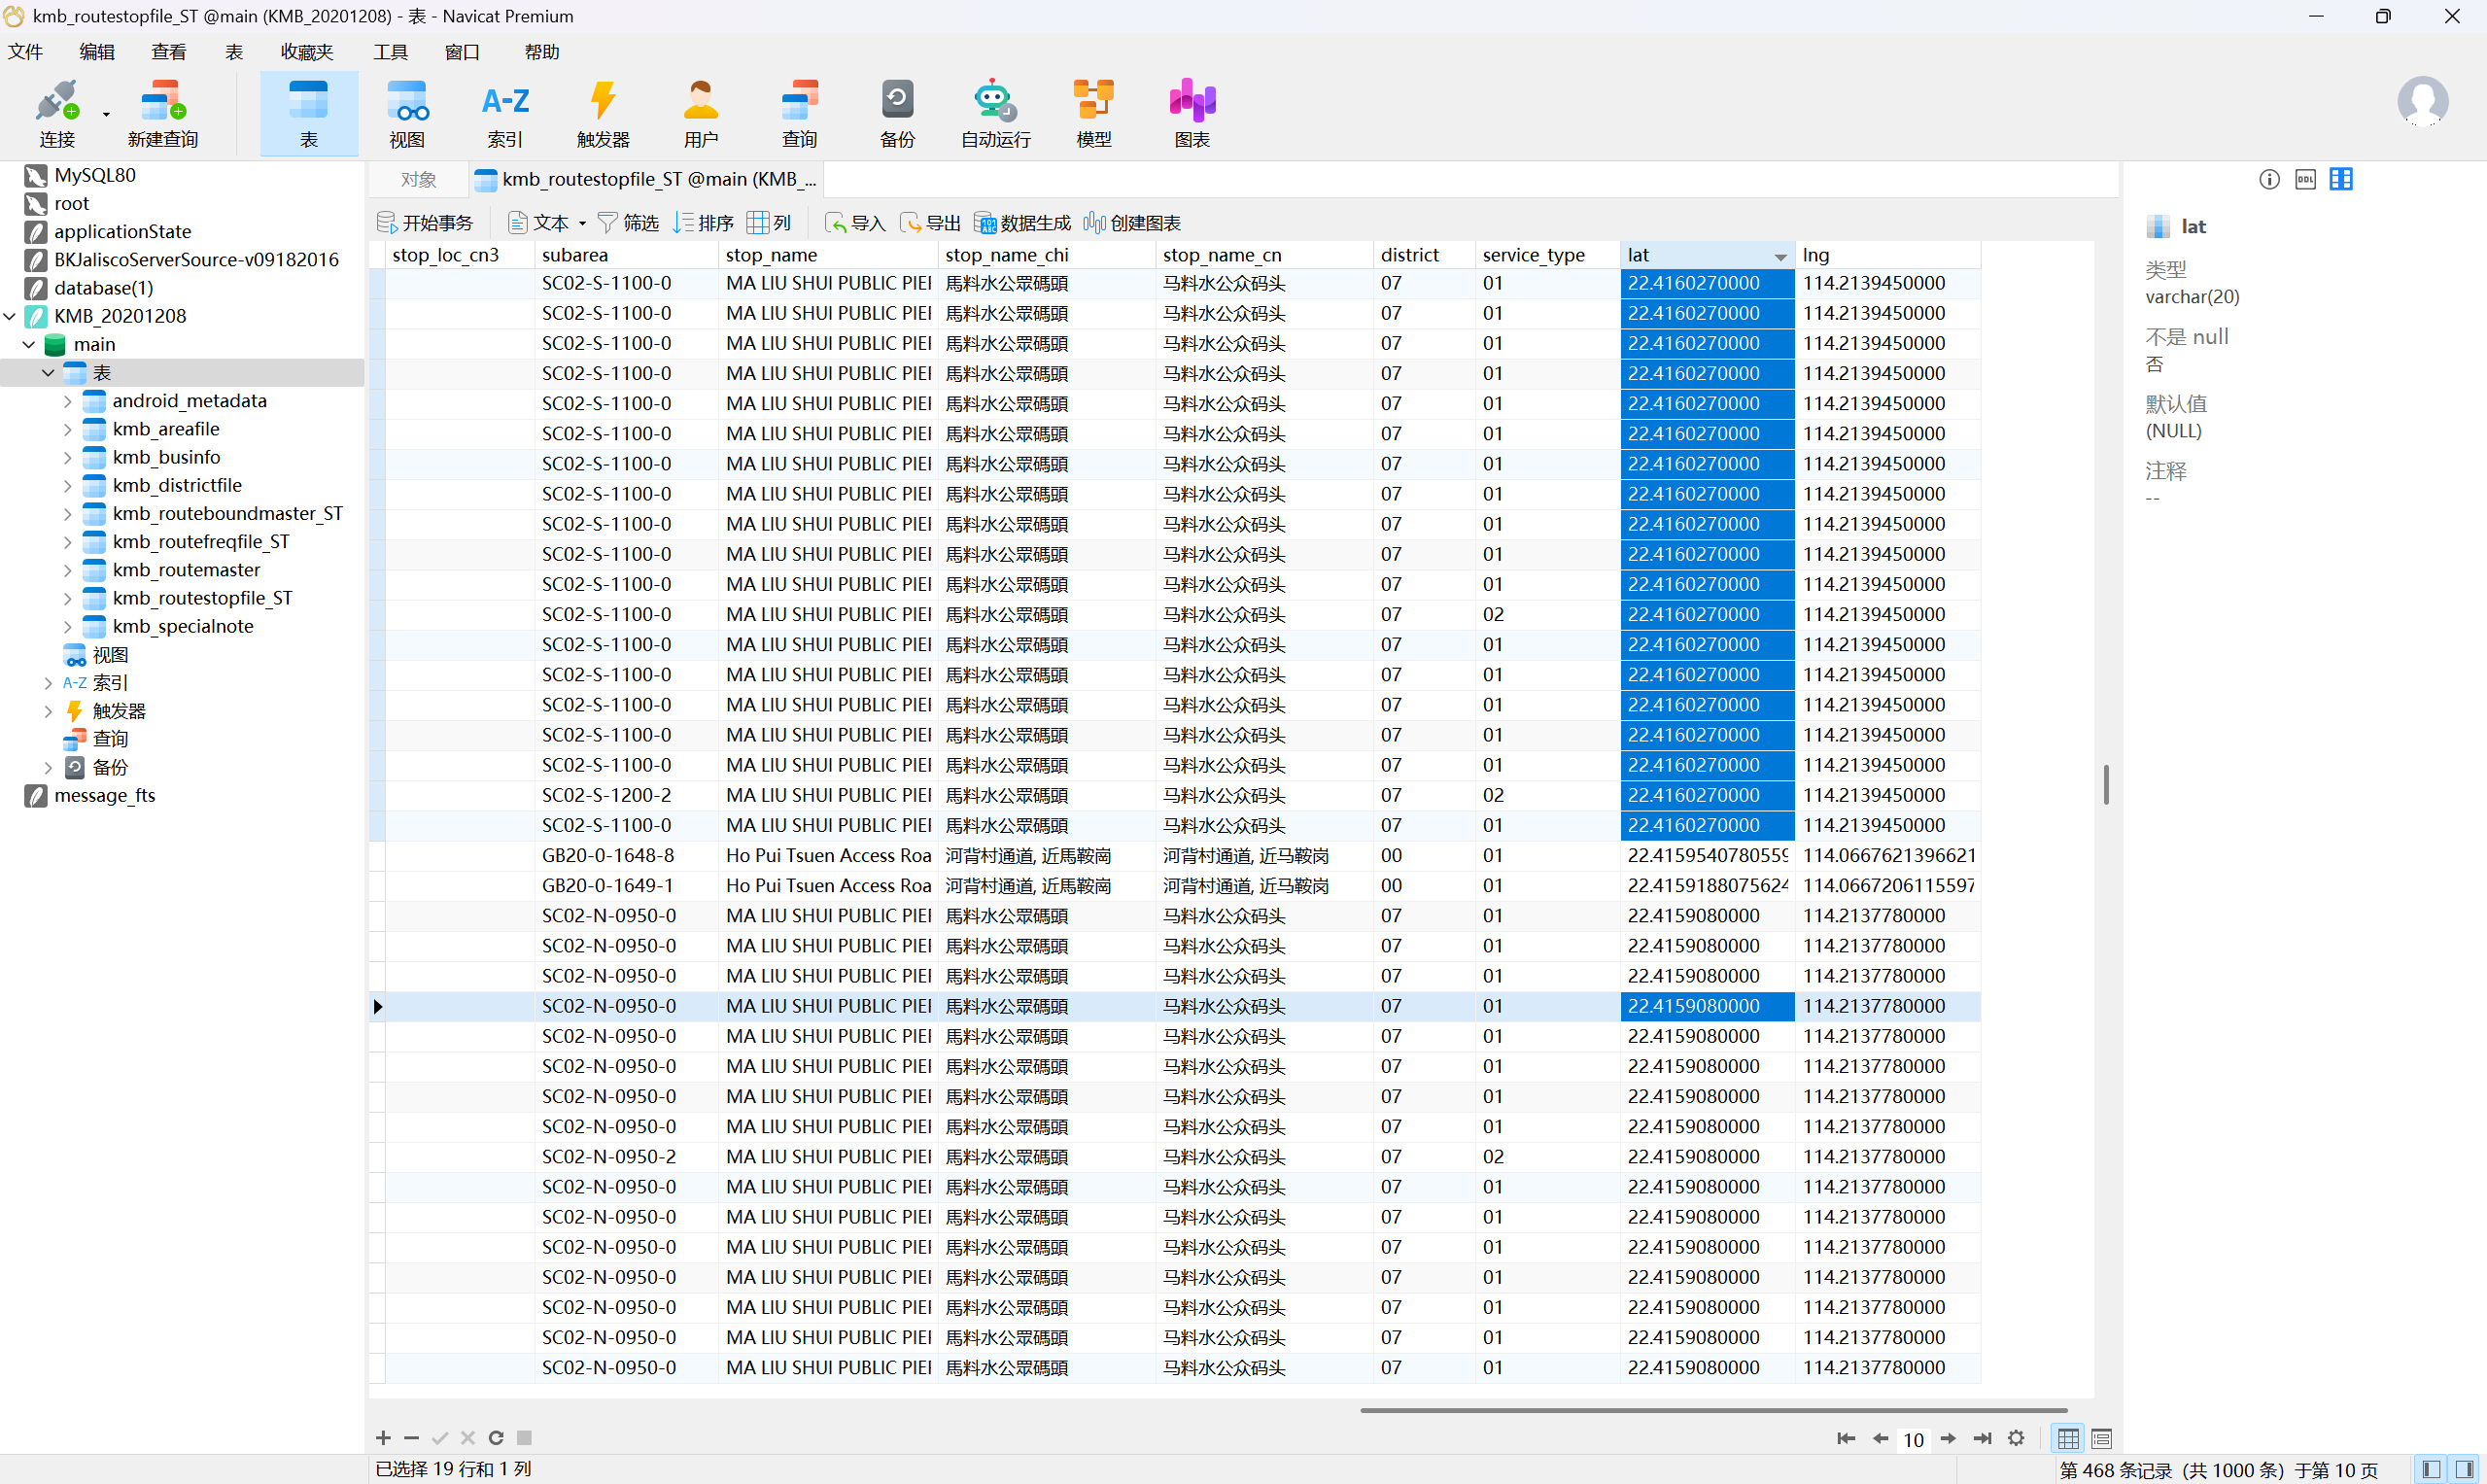 kmb_routestopfile_ST @main (KMB_20201208) - 表 - Navicat Premium
文件 编辑 查看 表 收藏夹 工具 窗口 帮助
连接 新建查询 表 视图 索引 触发器 用户 查询 备份 自动运行 模型 图表
MySQL80
root
applicationState
BKJaliscoServerSource-v09182016
database(1)
KMB_20201208
main
表
android_metadata
kmb_areafile
kmb_businfo
kmb_districtfile
kmb_routeboundmaster_ST
kmb_routefreqfile_ST
kmb_routemaster
kmb_routestopfile_ST
kmb_specialnote
视图
A-Z 索引
触发器
查询
备份
message_fts
对象 kmb_routestopfile_ST @main (KMB_...
开始事务 文本 筛选 排序 列 导入 导出 数据生成 创建图表
stop_loc_cn3 subarea stop_name stop_name_chi stop_name_cn district service_type lat lng
SC02-S-1100-0 MA LIU SHUI PUBLIC PIEI 馬料水公眾碼頭 马料水公众码头 07 01 22.4160270000 114.2139450000
SC02-S-1100-0 MA LIU SHUI PUBLIC PIEI 馬料水公眾碼頭 马料水公众码头 07 01 22.4160270000 114.2139450000
SC02-S-1100-0 MA LIU SHUI PUBLIC PIEI 馬料水公眾碼頭 马料水公众码头 07 01 22.4160270000 114.2139450000
SC02-S-1100-0 MA LIU SHUI PUBLIC PIEI 馬料水公眾碼頭 马料水公众码头 07 01 22.4160270000 114.2139450000
SC02-S-1100-0 MA LIU SHUI PUBLIC PIEI 馬料水公眾碼頭 马料水公众码头 07 01 22.4160270000 114.2139450000
SC02-S-1100-0 MA LIU SHUI PUBLIC PIEI 馬料水公眾碼頭 马料水公众码头 07 01 22.4160270000 114.2139450000
SC02-S-1100-0 MA LIU SHUI PUBLIC PIEI 馬料水公眾碼頭 马料水公众码头 07 01 22.4160270000 114.2139450000
SC02-S-1100-0 MA LIU SHUI PUBLIC PIEI 馬料水公眾碼頭 马料水公众码头 07 01 22.4160270000 114.2139450000
SC02-S-1100-0 MA LIU SHUI PUBLIC PIEI 馬料水公眾碼頭 马料水公众码头 07 01 22.4160270000 114.2139450000
SC02-S-1100-0 MA LIU SHUI PUBLIC PIEI 馬料水公眾碼頭 马料水公众码头 07 01 22.4160270000 114.2139450000
SC02-S-1100-0 MA LIU SHUI PUBLIC PIEI 馬料水公眾碼頭 马料水公众码头 07 01 22.4160270000 114.2139450000
SC02-S-1100-0 MA LIU SHUI PUBLIC PIEI 馬料水公眾碼頭 马料水公众码头 07 02 22.4160270000 114.2139450000
SC02-S-1100-0 MA LIU SHUI PUBLIC PIEI 馬料水公眾碼頭 马料水公众码头 07 01 22.4160270000 114.2139450000
SC02-S-1100-0 MA LIU SHUI PUBLIC PIEI 馬料水公眾碼頭 马料水公众码头 07 01 22.4160270000 114.2139450000
SC02-S-1100-0 MA LIU SHUI PUBLIC PIEI 馬料水公眾碼頭 马料水公众码头 07 01 22.4160270000 114.2139450000
SC02-S-1100-0 MA LIU SHUI PUBLIC PIEI 馬料水公眾碼頭 马料水公众码头 07 01 22.4160270000 114.2139450000
SC02-S-1100-0 MA LIU SHUI PUBLIC PIEI 馬料水公眾碼頭 马料水公众码头 07 01 22.4160270000 114.2139450000
SC02-S-1200-2 MA LIU SHUI PUBLIC PIEI 馬料水公眾碼頭 马料水公众码头 07 02 22.4160270000 114.2139450000
SC02-S-1100-0 MA LIU SHUI PUBLIC PIEI 馬料水公眾碼頭 马料水公众码头 07 01 22.4160270000 114.2139450000
GB20-0-1648-8 Ho Pui Tsuen Access Roa 河背村通道, 近馬鞍崗 河背村通道, 近马鞍岗 00 01 22.4159540780559 114.0667621396621
GB20-0-1649-1 Ho Pui Tsuen Access Roa 河背村通道, 近馬鞍崗 河背村通道, 近马鞍岗 00 01 22.4159188075624 114.0667206115597
SC02-N-0950-0 MA LIU SHUI PUBLIC PIEI 馬料水公眾碼頭 马料水公众码头 07 01 22.4159080000 114.2137780000
SC02-N-0950-0 MA LIU SHUI PUBLIC PIEI 馬料水公眾碼頭 马料水公众码头 07 01 22.4159080000 114.2137780000
SC02-N-0950-0 MA LIU SHUI PUBLIC PIEI 馬料水公眾碼頭 马料水公众码头 07 01 22.4159080000 114.2137780000
SC02-N-0950-0 MA LIU SHUI PUBLIC PIEI 馬料水公眾碼頭 马料水公众码头 07 01 22.4159080000 114.2137780000
SC02-N-0950-0 MA LIU SHUI PUBLIC PIEI 馬料水公眾碼頭 马料水公众码头 07 01 22.4159080000 114.2137780000
SC02-N-0950-0 MA LIU SHUI PUBLIC PIEI 馬料水公眾碼頭 马料水公众码头 07 01 22.4159080000 114.2137780000
SC02-N-0950-0 MA LIU SHUI PUBLIC PIEI 馬料水公眾碼頭 马料水公众码头 07 01 22.4159080000 114.2137780000
SC02-N-0950-0 MA LIU SHUI PUBLIC PIEI 馬料水公眾碼頭 马料水公众码头 07 01 22.4159080000 114.2137780000
SC02-N-0950-2 MA LIU SHUI PUBLIC PIEI 馬料水公眾碼頭 马料水公众码头 07 02 22.4159080000 114.2137780000
SC02-N-0950-0 MA LIU SHUI PUBLIC PIEI 馬料水公眾碼頭 马料水公众码头 07 01 22.4159080000 114.2137780000
SC02-N-0950-0 MA LIU SHUI PUBLIC PIEI 馬料水公眾碼頭 马料水公众码头 07 01 22.4159080000 114.2137780000
SC02-N-0950-0 MA LIU SHUI PUBLIC PIEI 馬料水公眾碼頭 马料水公众码头 07 01 22.4159080000 114.2137780000
SC02-N-0950-0 MA LIU SHUI PUBLIC PIEI 馬料水公眾碼頭 马料水公众码头 07 01 22.4159080000 114.2137780000
SC02-N-0950-0 MA LIU SHUI PUBLIC PIEI 馬料水公眾碼頭 马料水公众码头 07 01 22.4159080000 114.2137780000
SC02-N-0950-0 MA LIU SHUI PUBLIC PIEI 馬料水公眾碼頭 马料水公众码头 07 01 22.4159080000 114.2137780000
SC02-N-0950-0 MA LIU SHUI PUBLIC PIEI 馬料水公眾碼頭 马料水公众码头 07 01 22.4159080000 114.2137780000
10
已选择 19 行和 1 列
第 468 条记录 (共 1000 条) 于第 10 页
DDL
lat
类型
varchar(20)
不是 null
否
默认值
(NULL)
注释
--